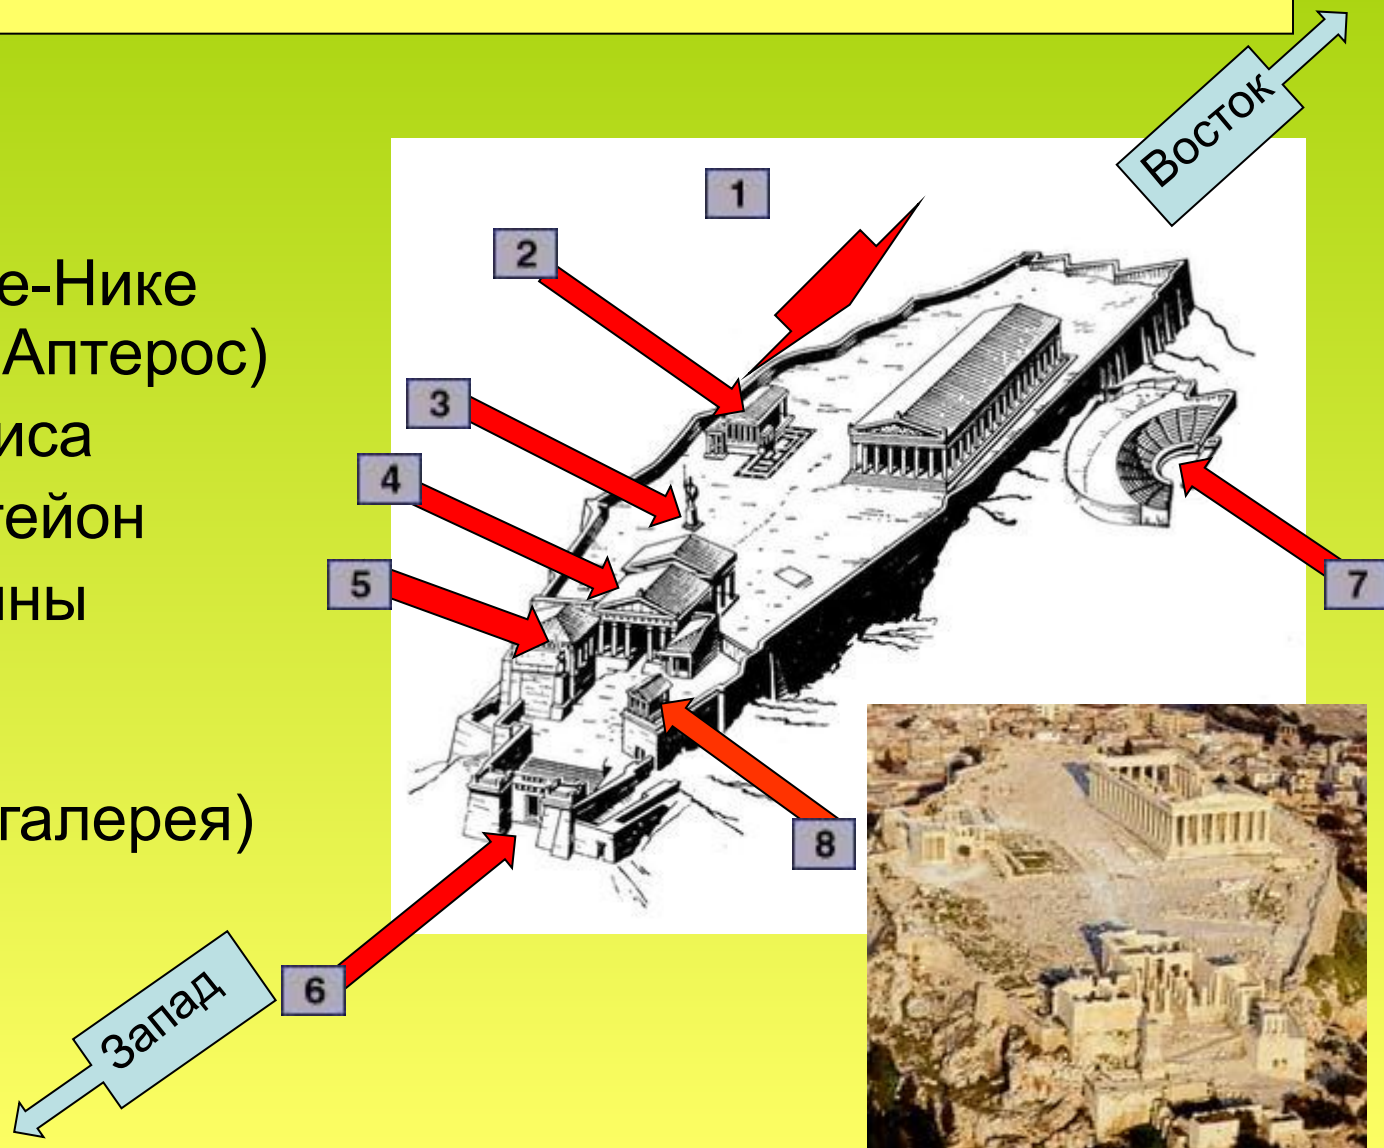 Восток
1
2
е-Нике
Аптерос)
3
иса
4
тейон
5
7
ины
галерея)
8
6
Запад